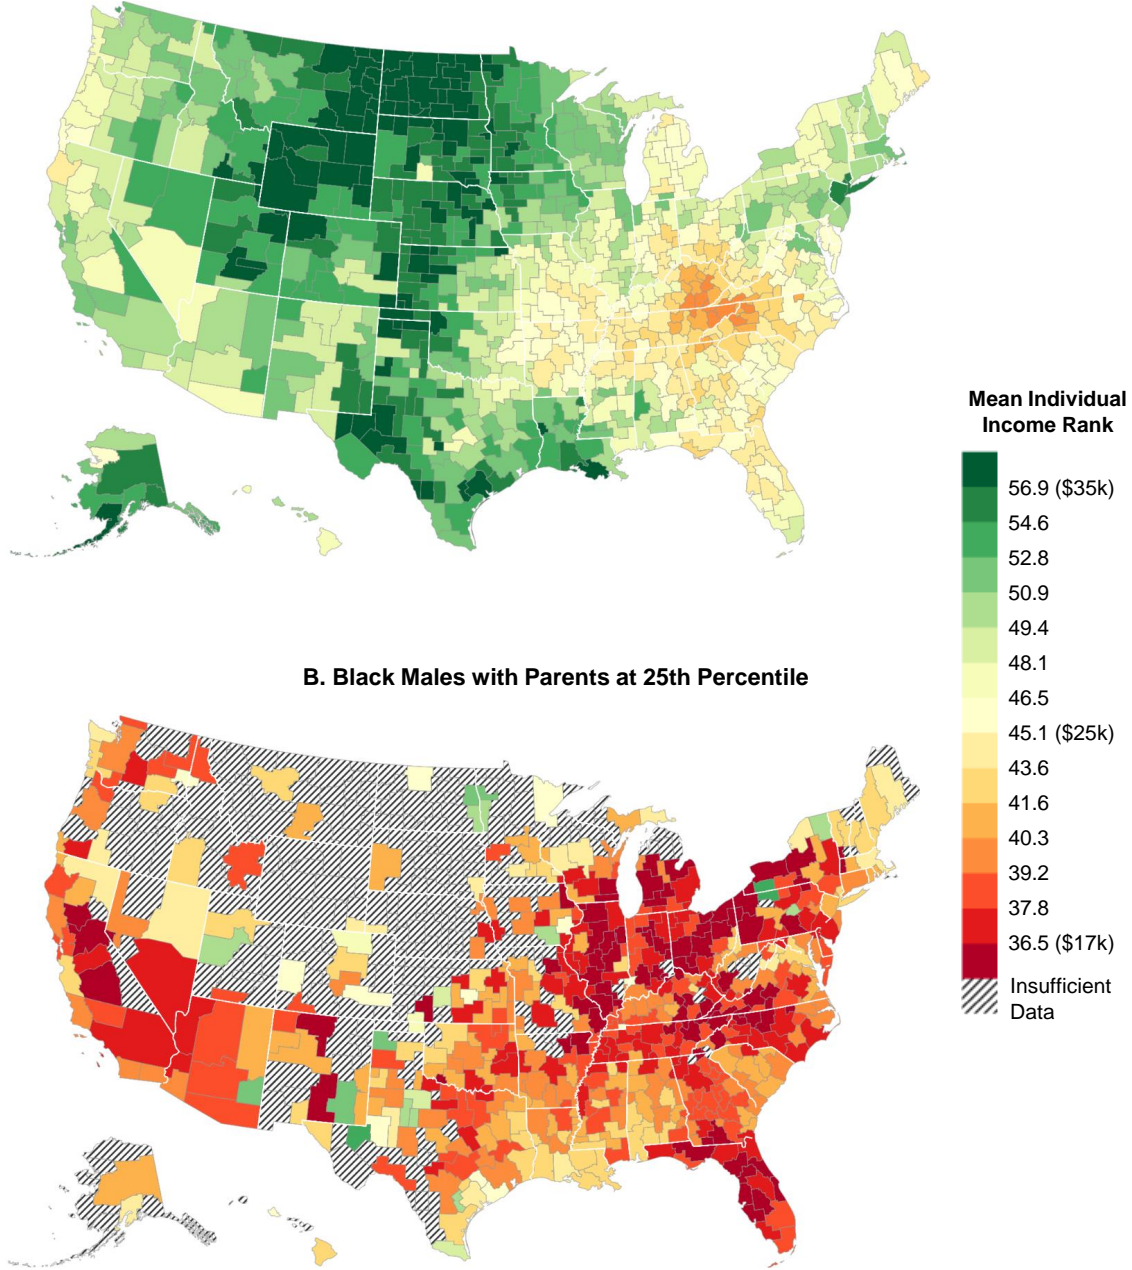 Mean Individual
Income Rank
56.9 ($35k)
54.6
52.8
50.9
49.4
48.1
46.5
45.1 ($25k)
43.6
41.6
40.3
39.2
37.8
36.5 ($17k)
Insufficient
Data
B. Black Males with Parents at 25th Percentile